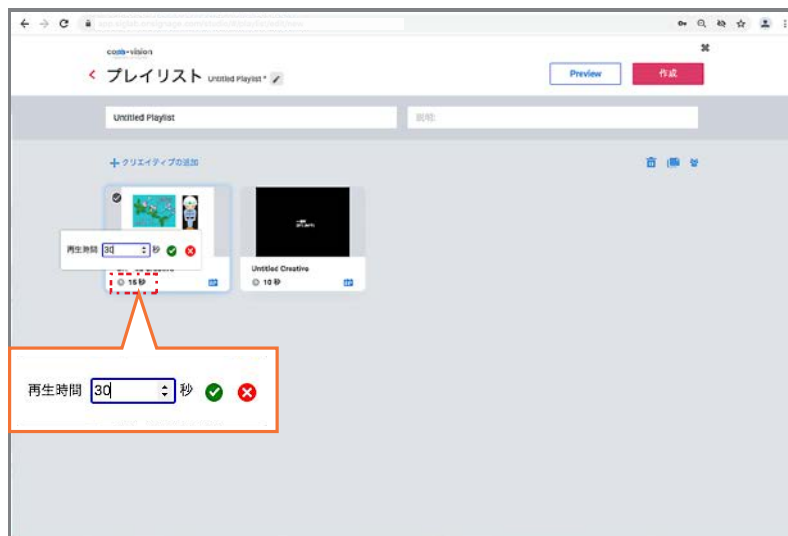 com-vision
プレイリスト Untitled Playlist *
Preview
作成
Untitled Playlist
説明:
クリエイティブの追加
再生時間 30 秒
15 秒
Untitled Creative
10 秒
再生時間 30 秒